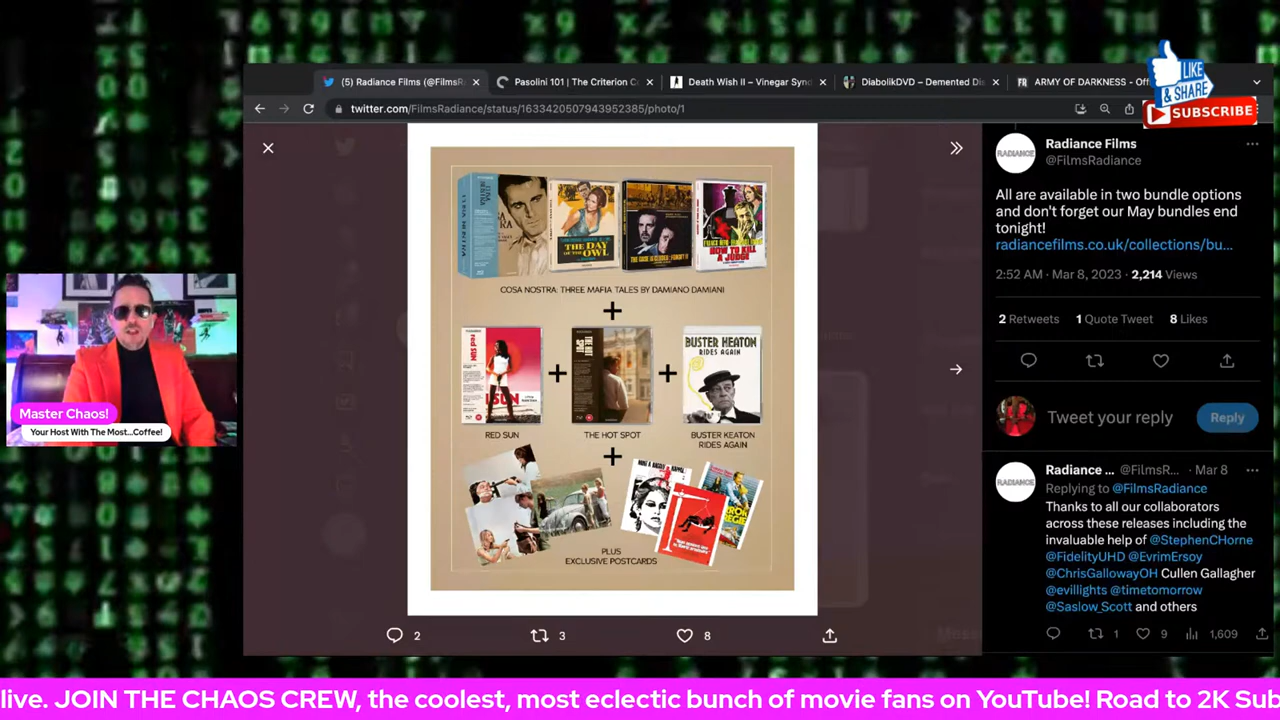 (5) Radiance Films (@FilmsR
Pasolini 101 | The Criterion C
Death Wish II – Vinegar Syn
DiabolikDVD – Demented Dis
FR ARMY OF DARKNESS - Of
LIKE
& SHARE
SUBSCRIBE
twitter.com/FilmsRadiance/status/1633420507943952385/photo/1
THE DAY
OF THE OWL
HOW TO KILL
A JUDGE
COSA NOSTRA: THREE MAFIA TALES BY DAMIANO DAMIANI
+
red SUN
THE HOT SPOT
BUSTER KEATON
RIDES AGAIN
+
+
RED SUN
THE HOT SPOT
BUSTER KEATON
RIDES AGAIN
+
PLUS
EXCLUSIVE POSTCARDS
2
3
8
RADIANCE
Radiance Films
@FilmsRadiance
All are available in two bundle options
and don't forget our May bundles end
tonight!
radiancefilms.co.uk/collections/bu...
2:52 AM · Mar 8, 2023 · 2,214 Views
2 Retweets 1 Quote Tweet 8 Likes
Tweet your reply
Reply
RADIANCE
Radiance ... @FilmsR... · Mar 8
Replying to @FilmsRadiance
Thanks to all our collaborators
across these releases including the
invaluable help of @StephenCHorne
@FidelityUHD @EvrimErsoy
@ChrisGallowayOH Cullen Gallagher
@evillights @timetomorrow
@Saslow_Scott and others
1
9
1,609
Master Chaos!
Your Host With The Most...Coffee!
live. JOIN THE CHAOS CREW, the coolest, most eclectic bunch of movie fans on YouTube! Road to 2K Sub